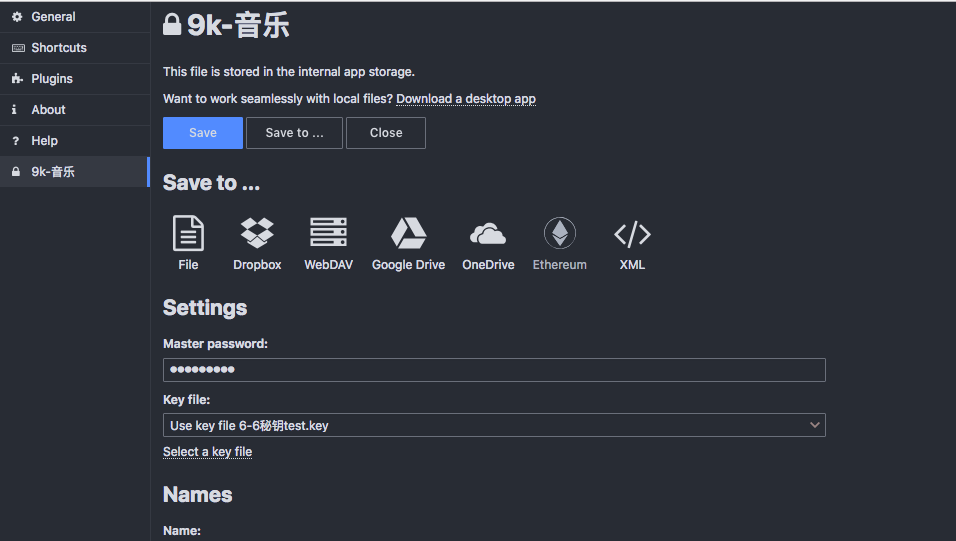 General
Shortcuts
Plugins
About
Help
9k-音乐
9k-音乐
This file is stored in the internal app storage.
Want to work seamlessly with local files? Download a desktop app
Save Save to ... Close
Save to ...
File Dropbox WebDAV Google Drive OneDrive Ethereum XML
Settings
Master password:
●●●●●●●●●
Key file:
Use key file 6-6秘钥test.key
Select a key file
Names
Name: